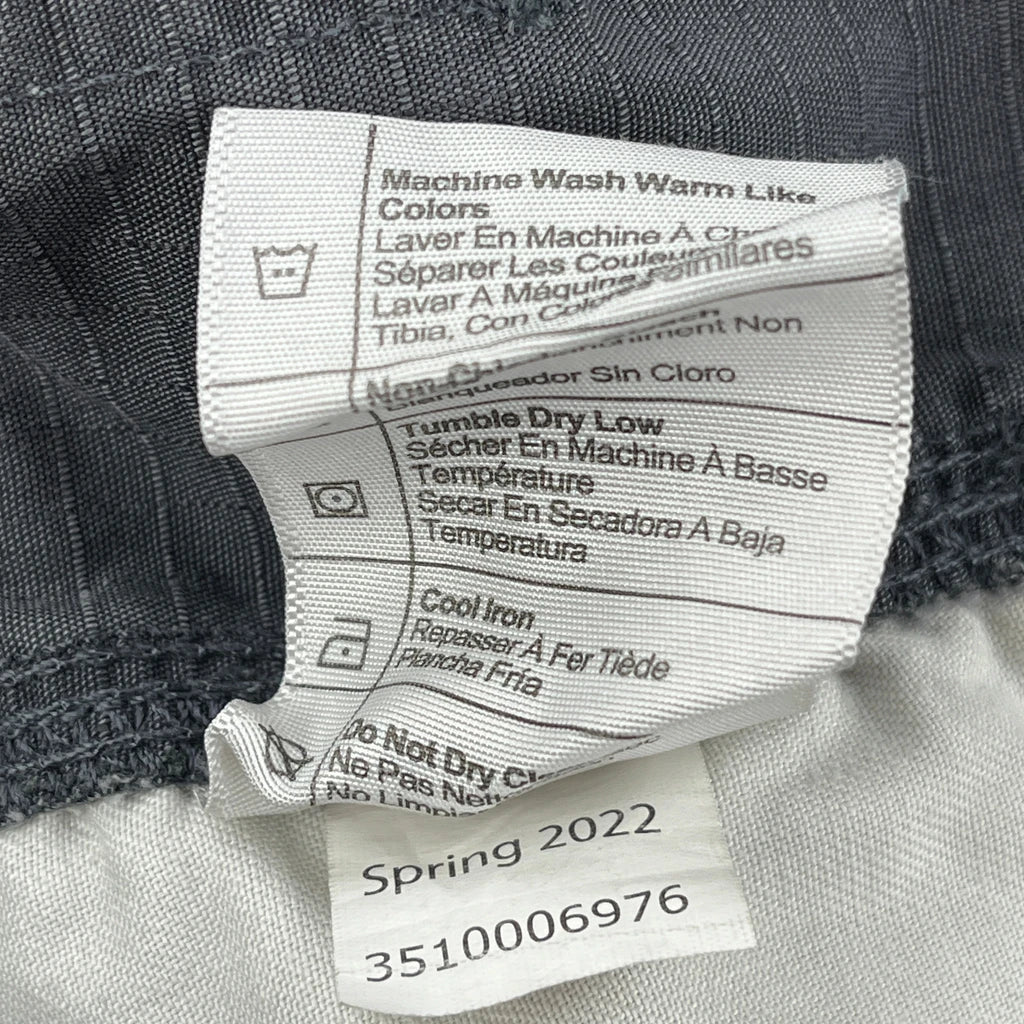 Machine Wash Warm Like
Colors
Laver En Machine À
Séparer Les Couleurs
Lavar A Máquina
Tibia, Con Colores Similares
Non
Blanqueador Sin Cloro
Tumble Dry Low
Sécher En Machine À Basse
Température
Secar En Secadora A Baja
Temperatura
Cool Iron
Repasser À Fer Tiède
Plancha Fría
Do Not Dry
Ne Pas
No
Spring 2022
3510006976